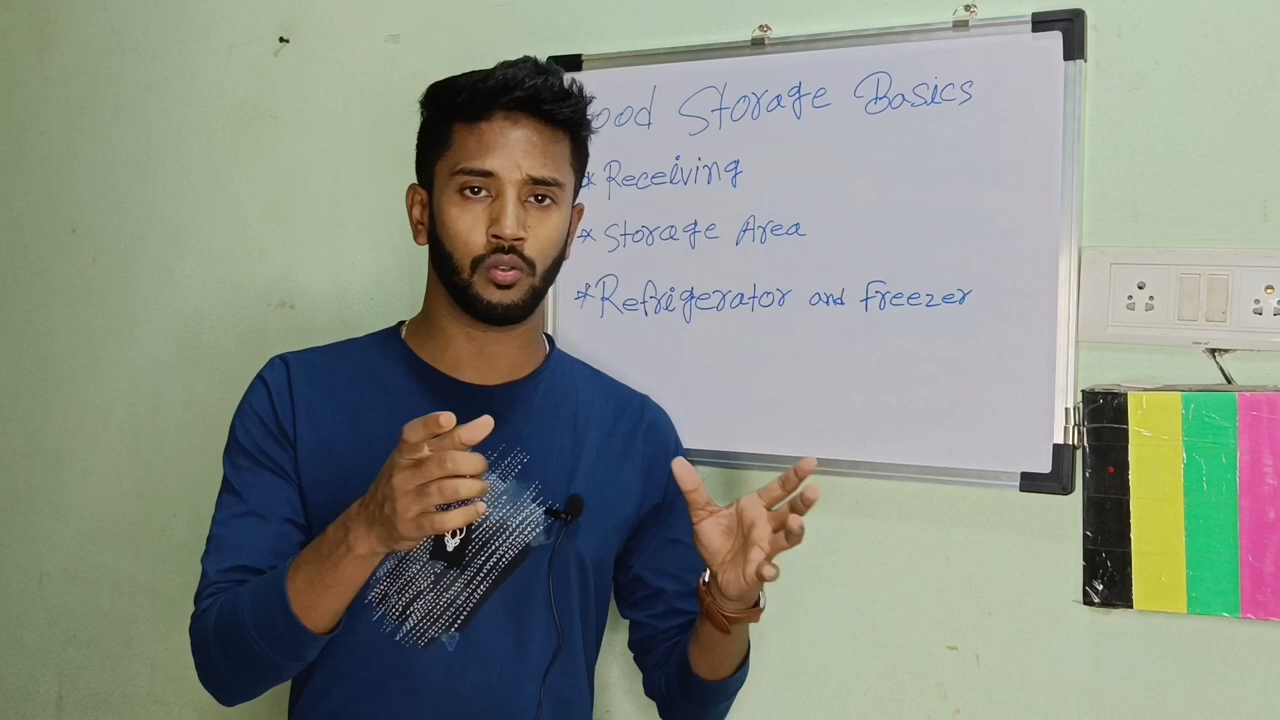 ood Storage Basics
* Receiving
* Storage Area
* Refrigerator and freezer